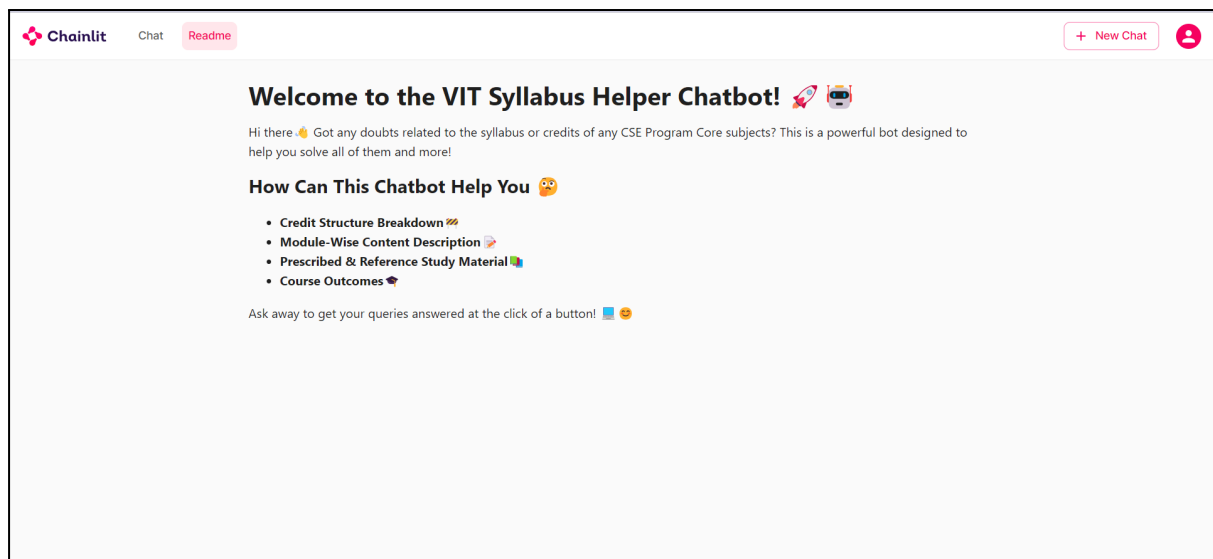 Chainlit Chat Readme + New Chat
Welcome to the VIT Syllabus Helper Chatbot! 🚀 🤖
Hi there 👋 Got any doubts related to the syllabus or credits of any CSE Program Core subjects? This is a powerful bot designed to
help you solve all of them and more!
How Can This Chatbot Help You 🤔
• Credit Structure Breakdown 🚧
• Module-Wise Content Description 📝
• Prescribed & Reference Study Material 📚
• Course Outcomes 🎓
Ask away to get your queries answered at the click of a button! 💻 😊